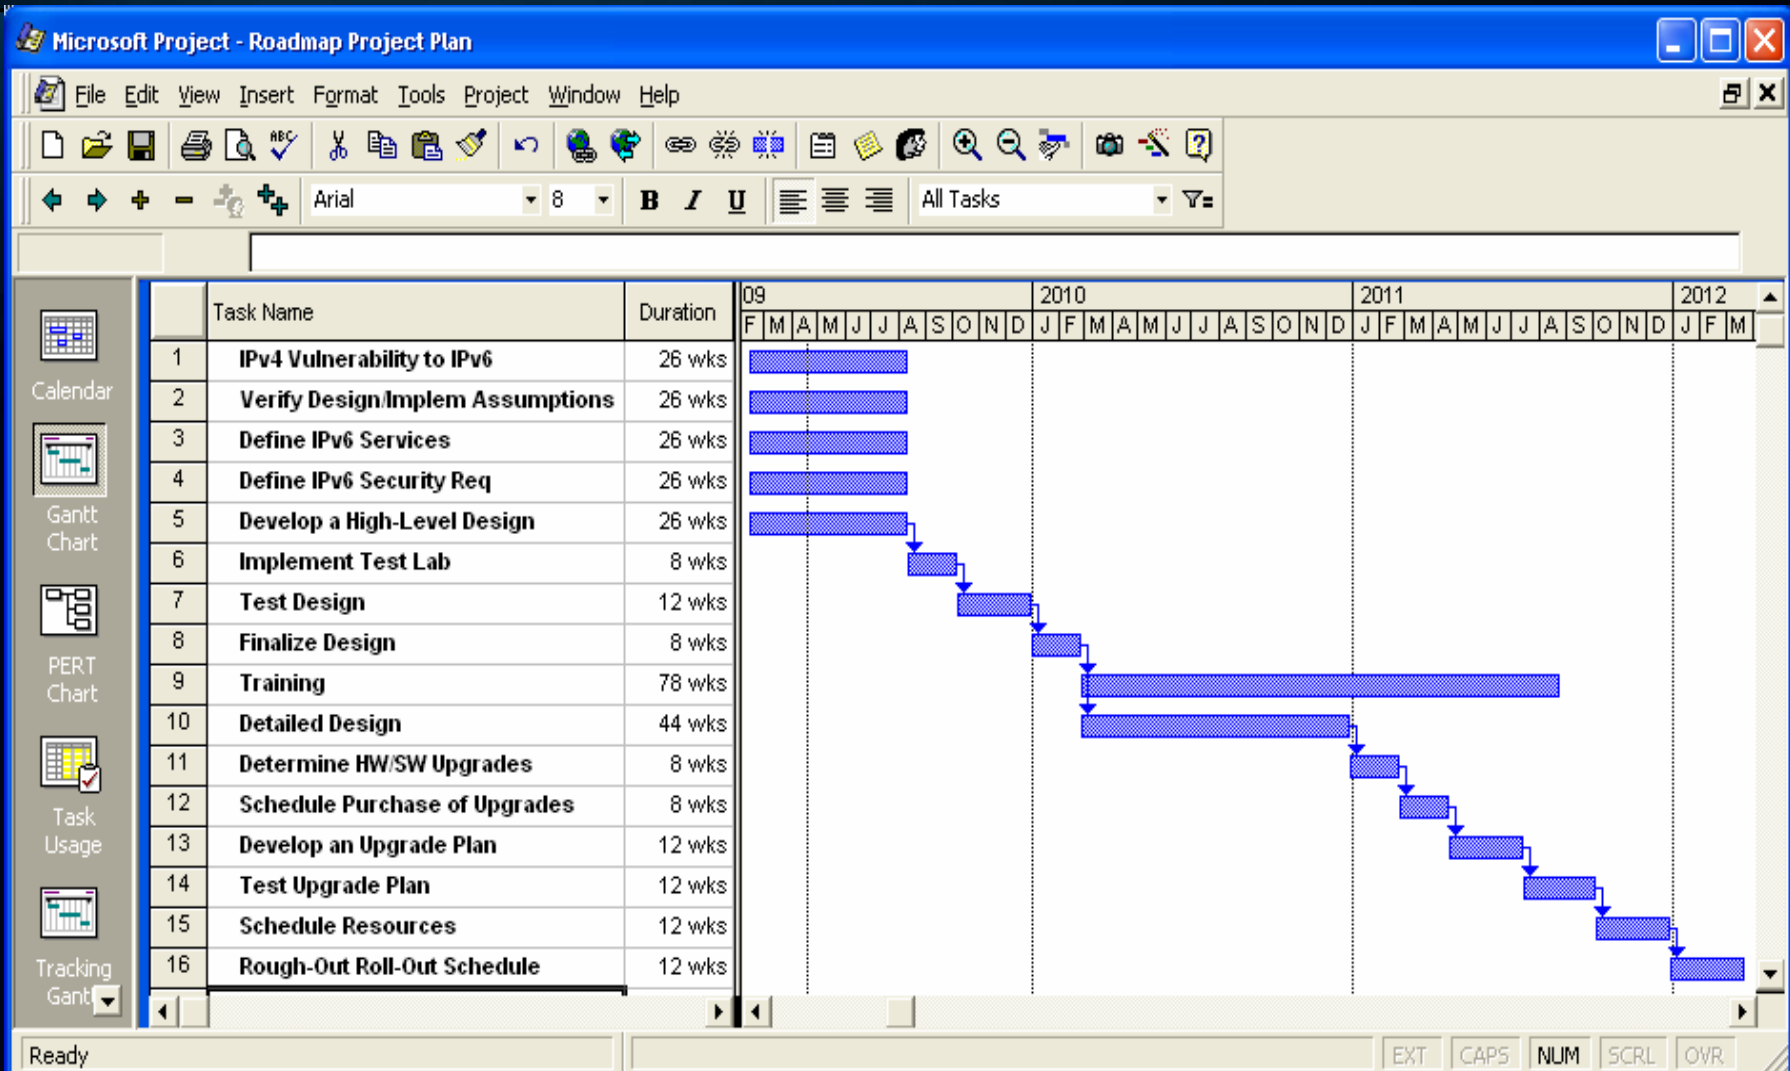 Microsoft Project - Roadmap Project Plan
File Edit View Insert Format Tools Project Window Help
ABC
Arial 8 B I U All Tasks
Task Name Duration 09 2010 2011 2012
F M A M J J A S O N D J F M A M J J A S O N D J F M A M J J A S O N D J F M
1 IPv4 Vulnerability to IPv6 26 wks
2 Verify Design/Implem Assumptions 26 wks
3 Define IPv6 Services 26 wks
4 Define IPv6 Security Req 26 wks
5 Develop a High-Level Design 26 wks
6 Implement Test Lab 8 wks
7 Test Design 12 wks
8 Finalize Design 8 wks
9 Training 78 wks
10 Detailed Design 44 wks
11 Determine HW/SW Upgrades 8 wks
12 Schedule Purchase of Upgrades 8 wks
13 Develop an Upgrade Plan 12 wks
14 Test Upgrade Plan 12 wks
15 Schedule Resources 12 wks
16 Rough-Out Roll-Out Schedule 12 wks
Calendar
Gantt
Chart
PERT
Chart
Task
Usage
Tracking
Gant
Ready EXT CAPS NUM SCRL OVR